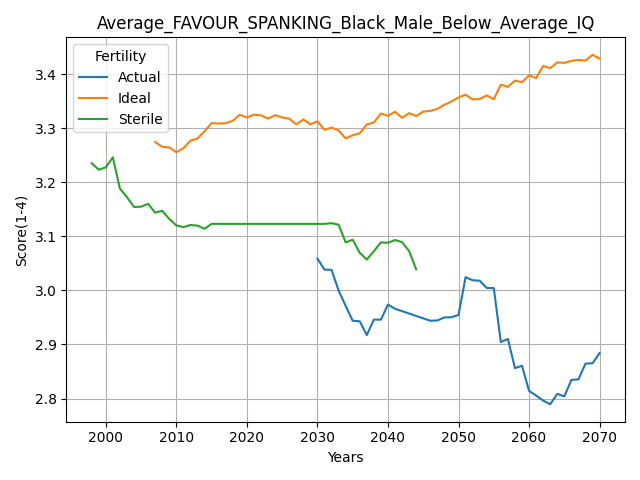 Average_FAVOUR_SPANKING_Black_Male_Below_Average_IQ
Fertility
Actual
Ideal
Sterile
Score(1-4)
3.4
3.3
3.2
3.1
3.0
2.9
2.8
2000 2010 2020 2030 2040 2050 2060 2070
Years